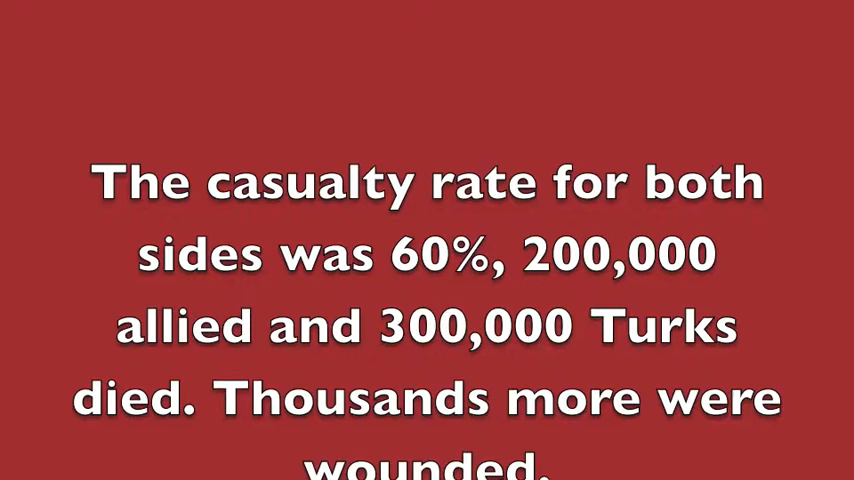 The casualty rate for both
sides was 60%, 200,000
allied and 300,000 Turks
died. Thousands more were
wounded.